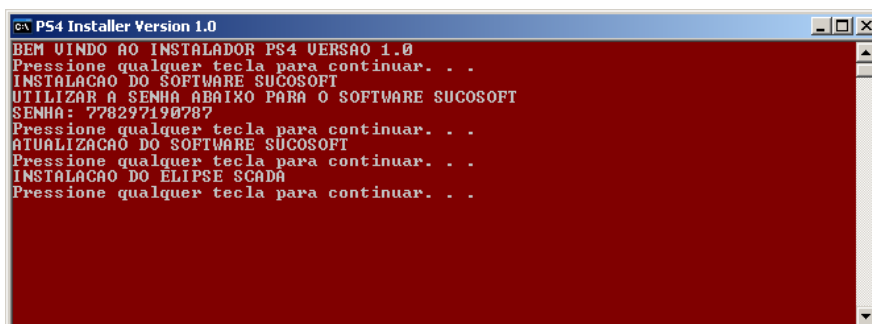 PS4 Installer Version 1.0
BEM VINDO AO INSTALADOR PS4 VERSAO 1.0
Pressione qualquer tecla para continuar. . .
INSTALACAO DO SOFTWARE SUCOSOFT
UTILIZAR A SENHA ABAIXO PARA O SOFTWARE SUCOSOFT
SENHA: 778297190787
Pressione qualquer tecla para continuar. . .
ATUALIZACAO DO SOFTWARE SUCOSOFT
Pressione qualquer tecla para continuar. . .
INSTALACAO DO ELIPSE SCADA
Pressione qualquer tecla para continuar. . .